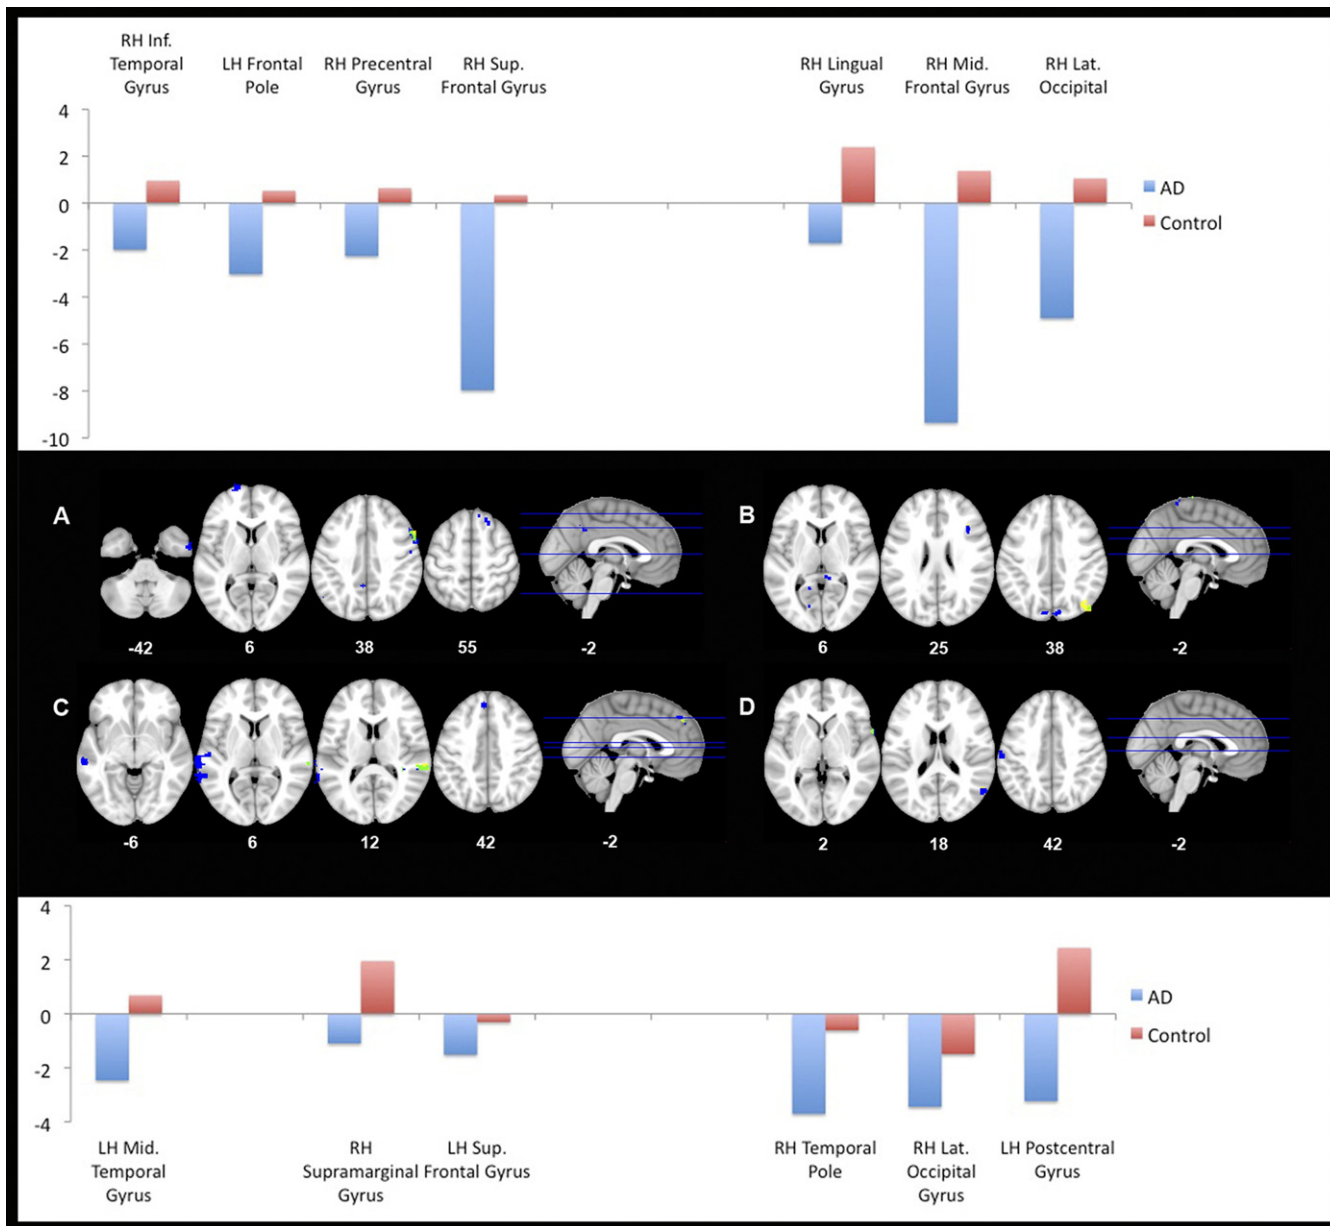 RH Inf.
Temporal
Gyrus
LH Frontal
Pole
RH Precentral
Gyrus
RH Sup.
Frontal Gyrus
RH Lingual
Gyrus
RH Mid.
Frontal Gyrus
RH Lat.
Occipital
4
2
0
-2
-4
-6
-8
-10
AD
Control
A
-42 6 38 55 -2
B
6 25 38 -2
C
-6 6 12 42 -2
D
2 18 42 -2
4
2
0
-2
-4
AD
Control
LH Mid.
Temporal
Gyrus
RH
Supramarginal
Gyrus
LH Sup.
Frontal Gyrus
RH Temporal
Pole
RH Lat.
Occipital
Gyrus
LH Postcentral
Gyrus